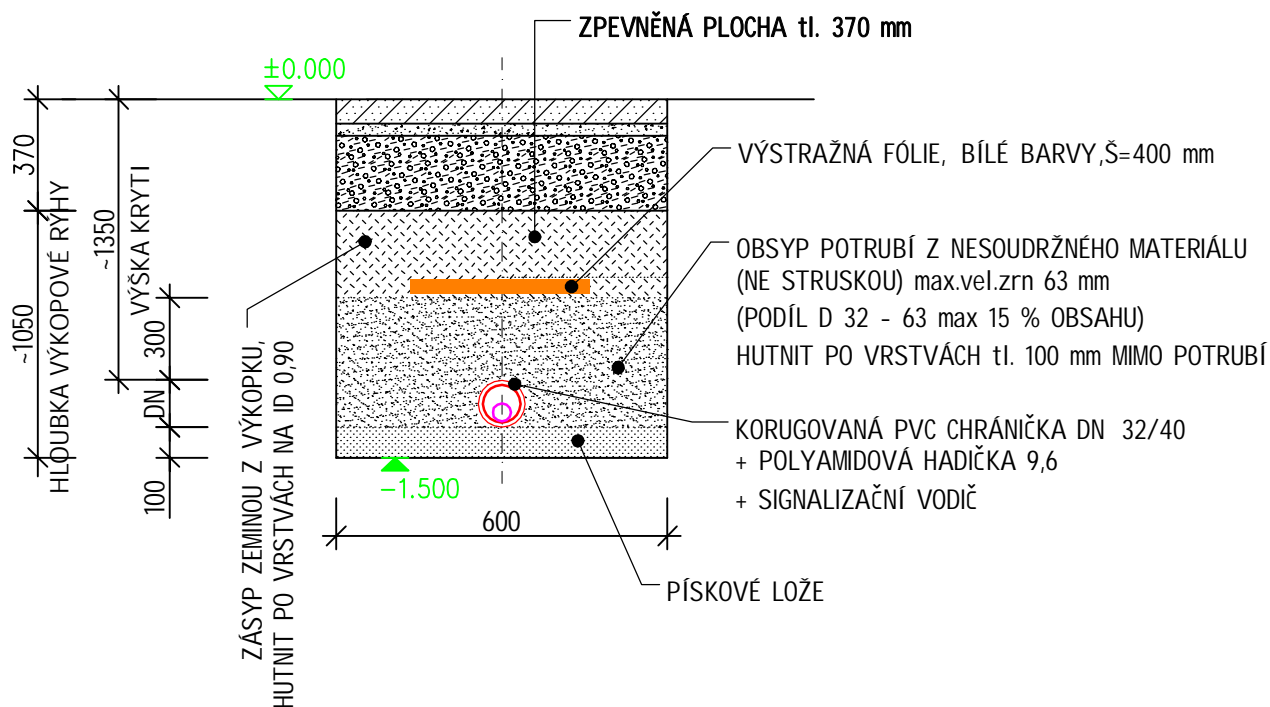 ZPEVNĚNÁ PLOCHA tl. 370 mm
±0.000
VÝSTRAŽNÁ FÓLIE, BÍLÉ BARVY,Š=400 mm
OBSYP POTRUBÍ Z NESOUDRŽNÉHO MATERIÁLU
(NE STRUSKOU) max.vel.zrn 63 mm
(PODÍL D 32 - 63 max 15 % OBSAHU)
HUTNIT PO VRSTVÁCH tl. 100 mm MIMO POTRUBÍ
KORUGOVANÁ PVC CHRÁNIČKA DN 32/40
+ POLYAMIDOVÁ HADIČKA 9,6
+ SIGNALIZAČNÍ VODIČ
PÍSKOVÉ LOŽE
370
~1050
HLOUBKA VÝKOPOVÉ RÝHY
~1350
VÝŠKA KRYTI
300
DN
100
ZÁSYP ZEMINOU Z VÝKOPKU,
HUTNIT PO VRSTVÁCH NA ID 0,90
-1.500
600